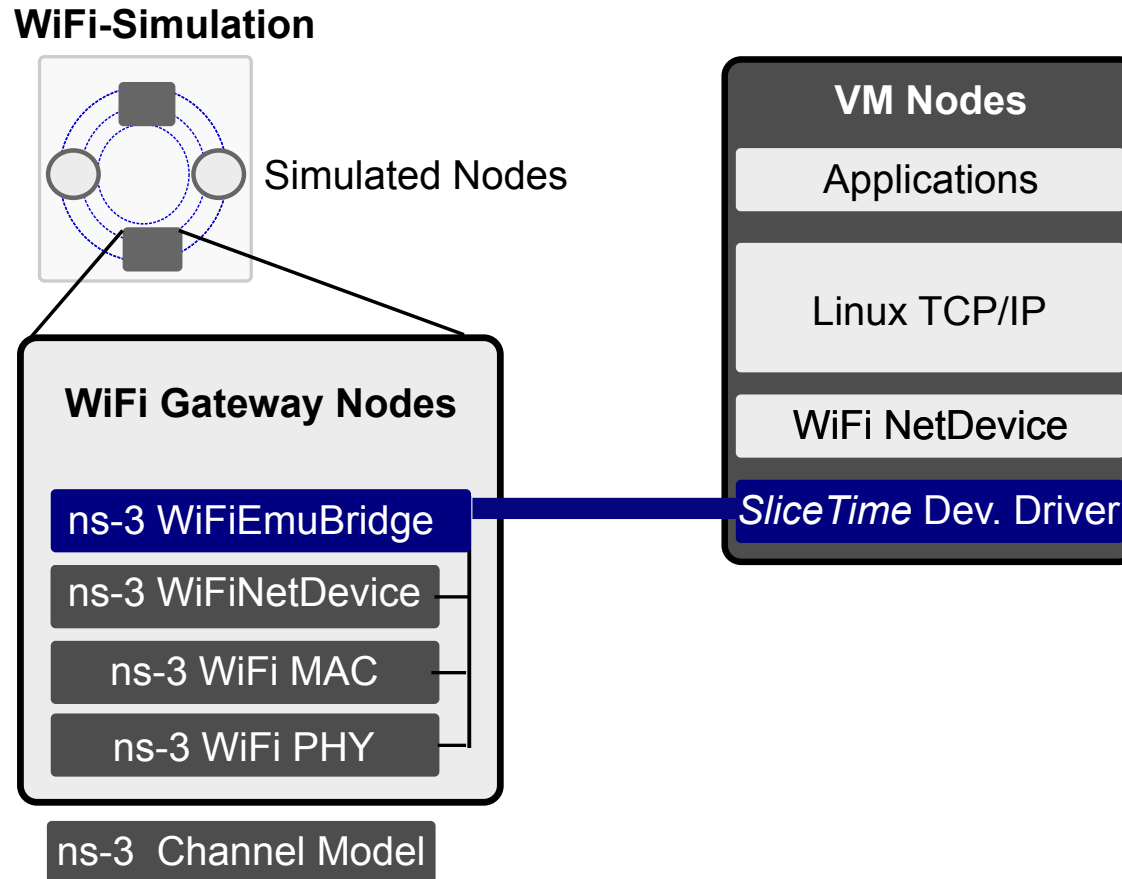 WiFi-Simulation
Simulated Nodes
WiFi Gateway Nodes
ns-3 WiFiEmuBridge
ns-3 WiFiNetDevice
ns-3 WiFi MAC
ns-3 WiFi PHY
ns-3 Channel Model
VM Nodes
Applications
Linux TCP/IP
WiFi NetDevice
SliceTime Dev. Driver